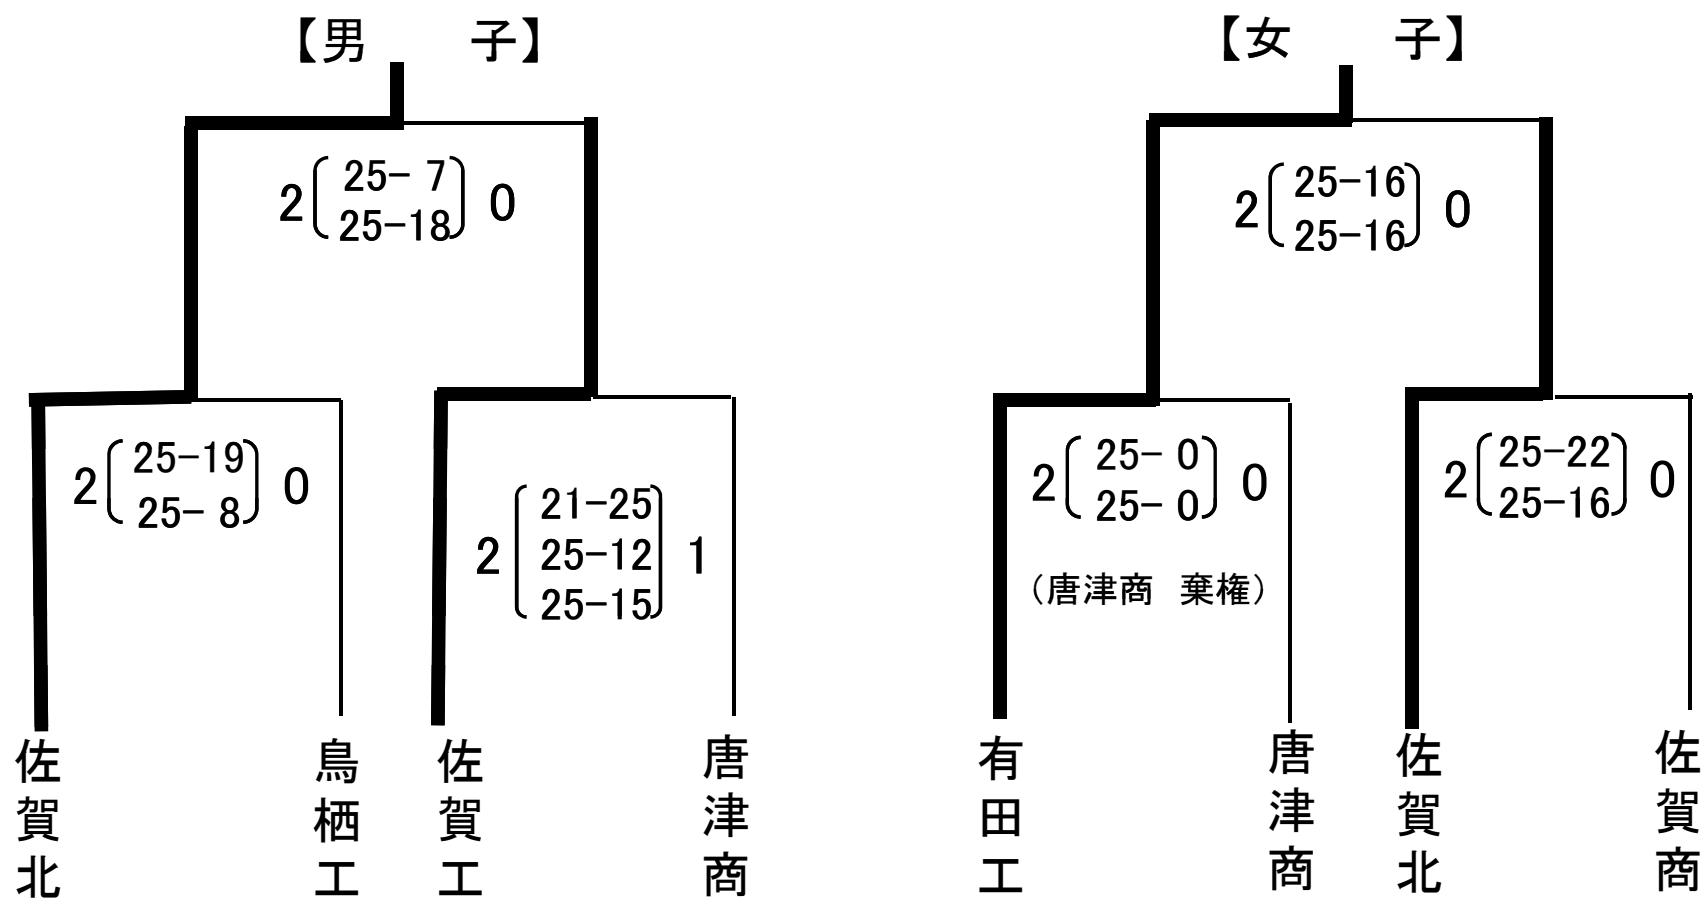 【男　　子】
2 25- 7 0
25-18
2 25-19 0
25- 8
2 21-25 1
25-12
25-15
佐賀北
鳥栖工
佐賀工
唐津商
【女　　子】
2 25-16 0
25-16
2 25- 0 0
25- 0
（唐津商　棄権）
2 25-22 0
25-16
有田工
唐津商
佐賀北
佐賀商